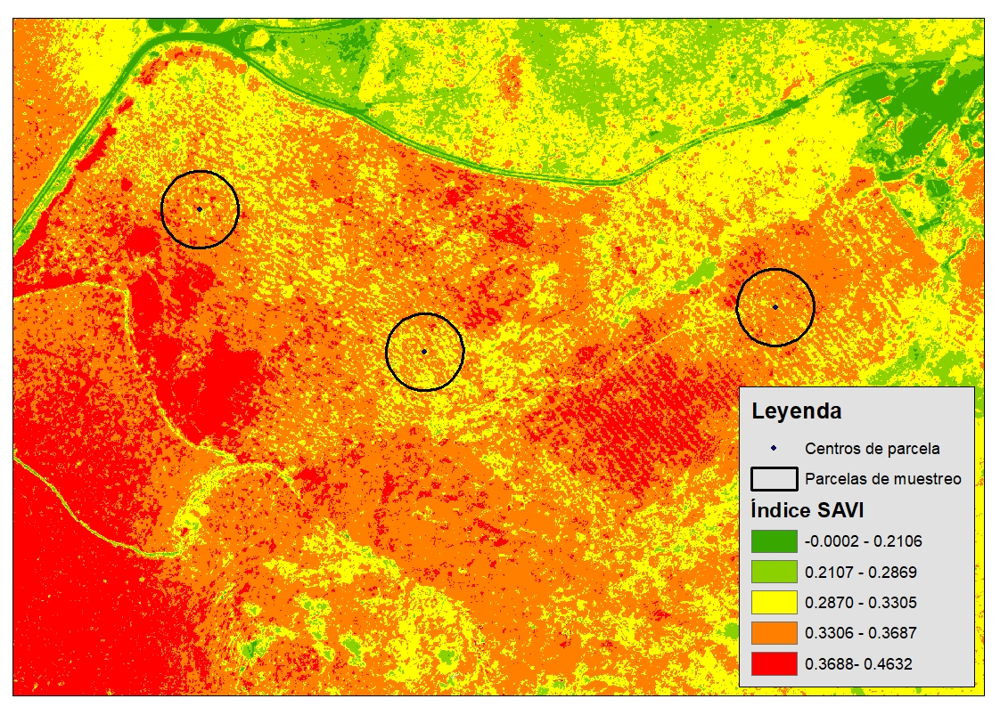 Leyenda
Centros de parcela
Parcelas de muestreo
Índice SAVI
-0.0002 - 0.2106
0.2107 - 0.2869
0.2870 - 0.3305
0.3306 - 0.3687
0.3688- 0.4632